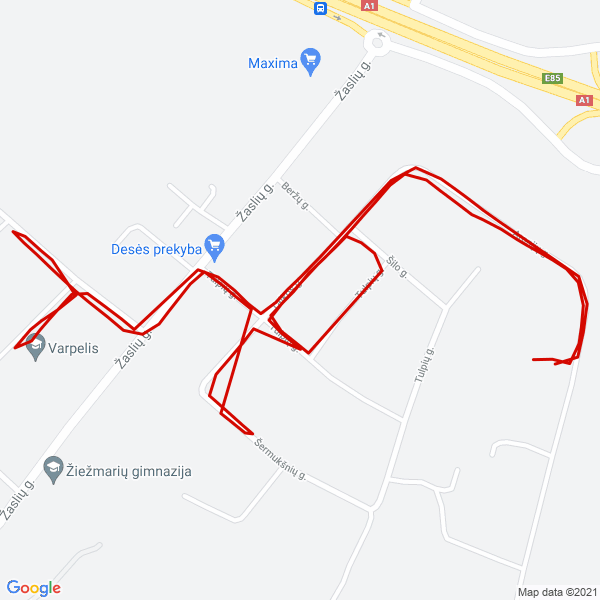 A1
Maxima
Žaslių g.
E85
A1
Beržų g.
Žaslių g.
Desės prekyba
Šilo g.
Tulpių g.
Tulpių g.
Varpelis
Žaslių g.
Šermukšnių g.
Žiežmarių gimnazija
Žaslių g.
Google
Map data ©2021